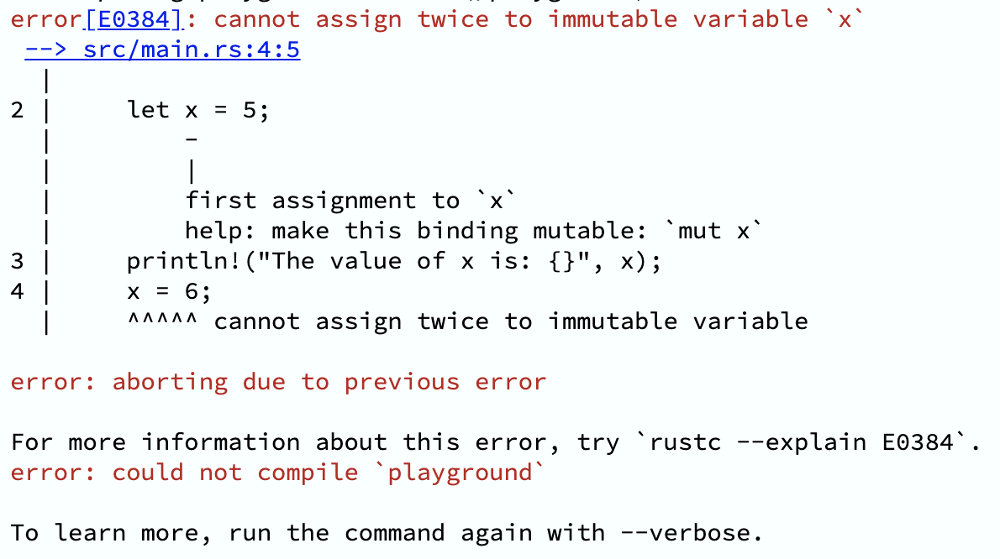 error[E0384]: cannot assign twice to immutable variable `x`
 --> src/main.rs:4:5
  |
2 |     let x = 5;
  |         -
  |         |
  |         first assignment to `x`
  |         help: make this binding mutable: `mut x`
3 |     println!("The value of x is: {}", x);
4 |     x = 6;
  |     ^^^^^ cannot assign twice to immutable variable
error: aborting due to previous error
For more information about this error, try `rustc --explain E0384`.
error: could not compile `playground`
To learn more, run the command again with --verbose.